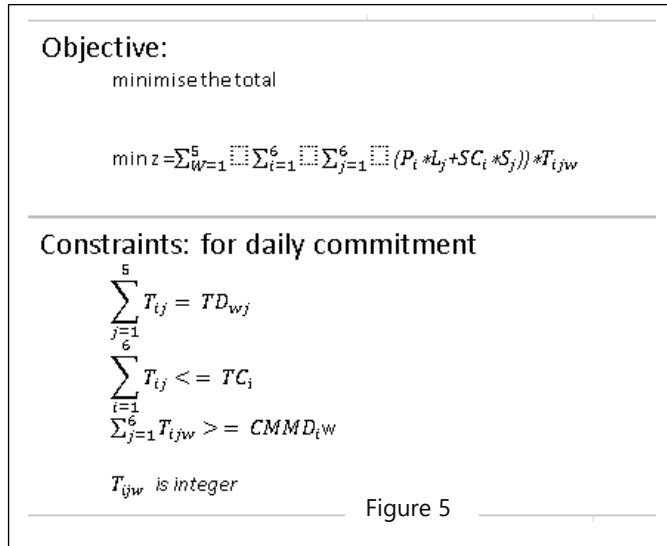 Objective:
minimise the total
min z =∑_{W=1}^{5} ∑_{i=1}^{6} ∑_{j=1}^{6} (P_i *L_j+SC_i *S_j))*T_{ijw}
Constraints: for daily commitment
∑_{j=1}^{5} T_{ij} = TD_{wj}
∑_{i=1}^{6} T_{ij} <= TC_i
∑_{j=1}^{6} T_{ijw} >= CMMD_i w
T_{ijw} is integer
Figure 5